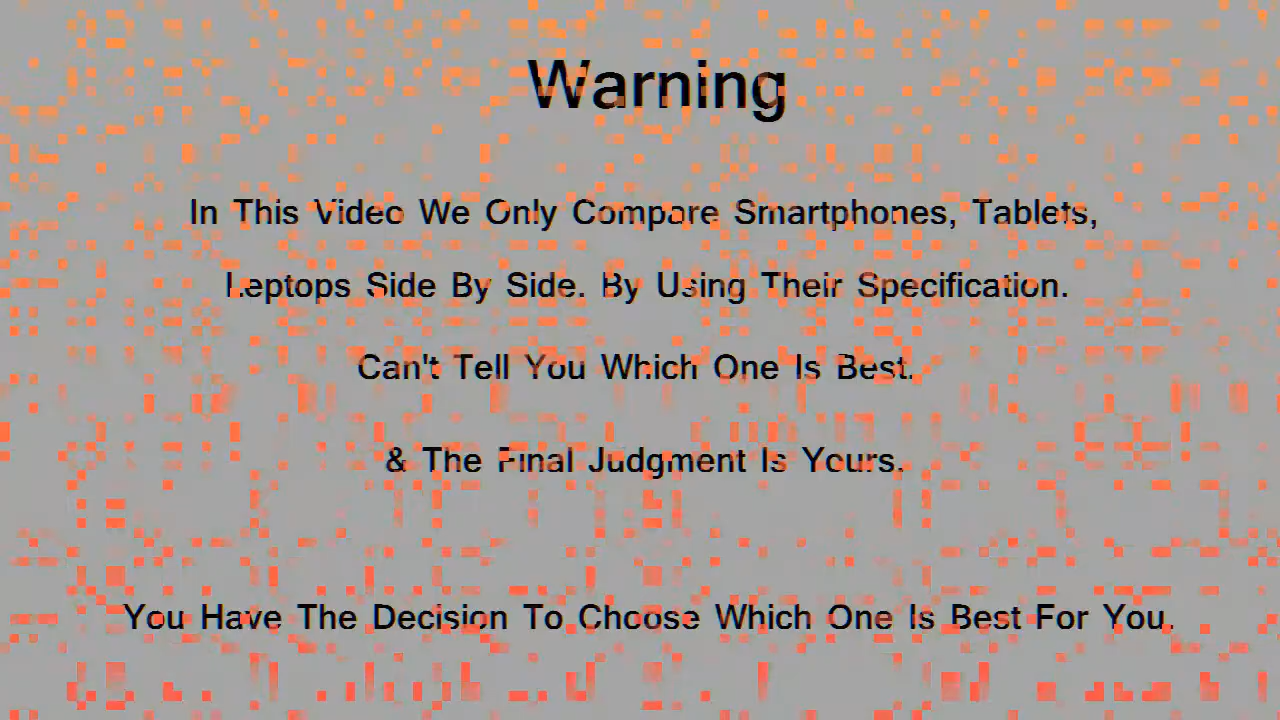 Warning
In This Video We Only Compare Smartphones, Tablets,
Leptops Side By Side. By Using Their Specification.
Can't Tell You Which One Is Best.
& The Final Judgment Is Yours.
You Have The Decision To Choose Which One Is Best For You.